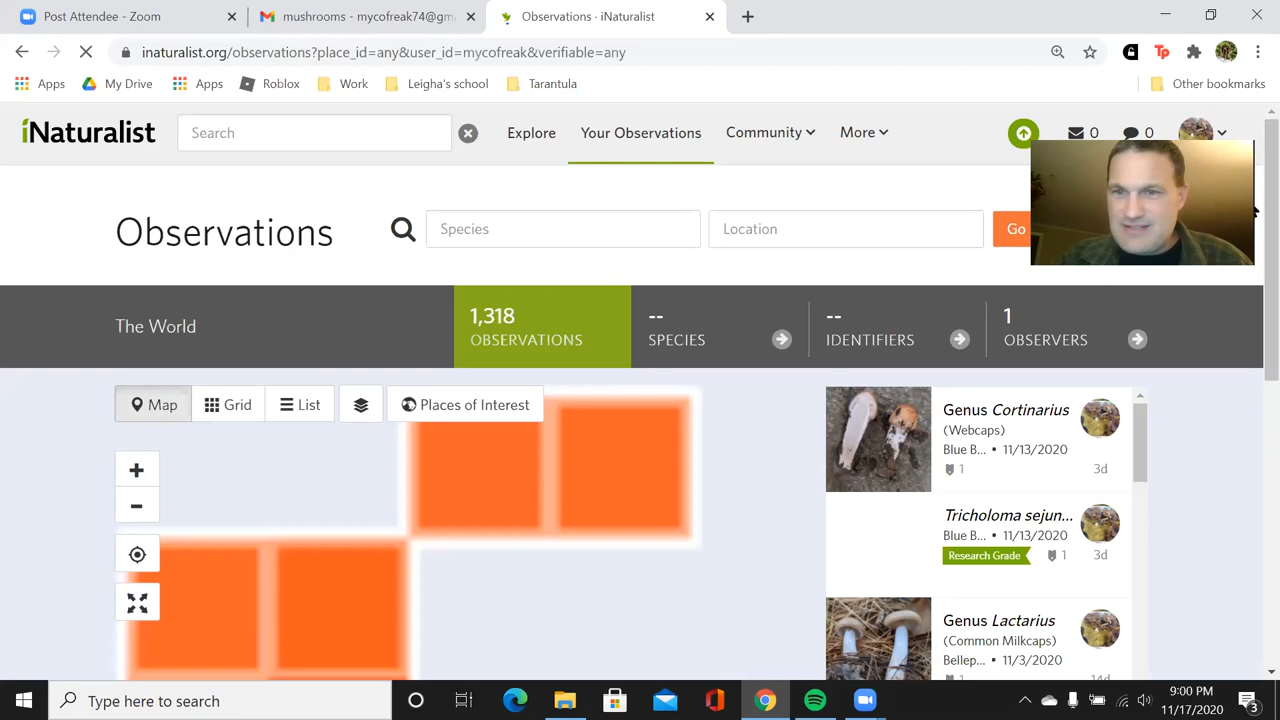 Post Attendee - Zoom
mushrooms - mycofreak74@gm
Observations · iNaturalist
inaturalist.org/observations?place_id=any&user_id=mycofreak&verifiable=any
Apps
My Drive
Apps
Roblox
Work
Leigha's school
Tarantula
Other bookmarks
iNaturalist
Search
Explore
Your Observations
Community
More
0
0
Observations
Species
Location
Go
The World
1,318
OBSERVATIONS
--
SPECIES
--
IDENTIFIERS
1
OBSERVERS
Map
Grid
List
Places of Interest
Genus Cortinarius
(Webcaps)
Blue B... • 11/13/2020
1
3d
Tricholoma sejun...
Blue B... • 11/13/2020
Research Grade
1
3d
Genus Lactarius
(Common Milkcaps)
Bellep... • 11/3/2020
1
14d
Type here to search
9:00 PM
11/17/2020
3